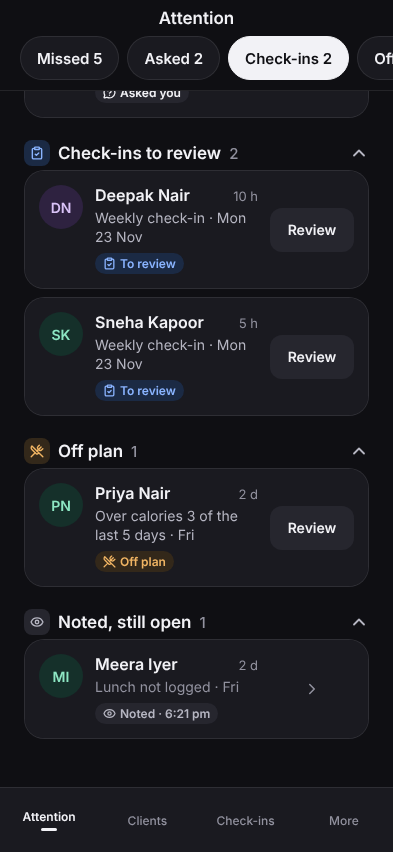 Attention
Missed 5
Asked 2
Check-ins 2
Off
Asked you
Check-ins to review 2
DN
Deepak Nair
10 h
Weekly check-in · Mon
23 Nov
To review
Review
SK
Sneha Kapoor
5 h
Weekly check-in · Mon
23 Nov
To review
Review
Off plan 1
PN
Priya Nair
2 d
Over calories 3 of the
last 5 days · Fri
Off plan
Review
Noted, still open 1
MI
Meera Iyer
2 d
Lunch not logged · Fri
Noted · 6:21 pm
Attention
Clients
Check-ins
More